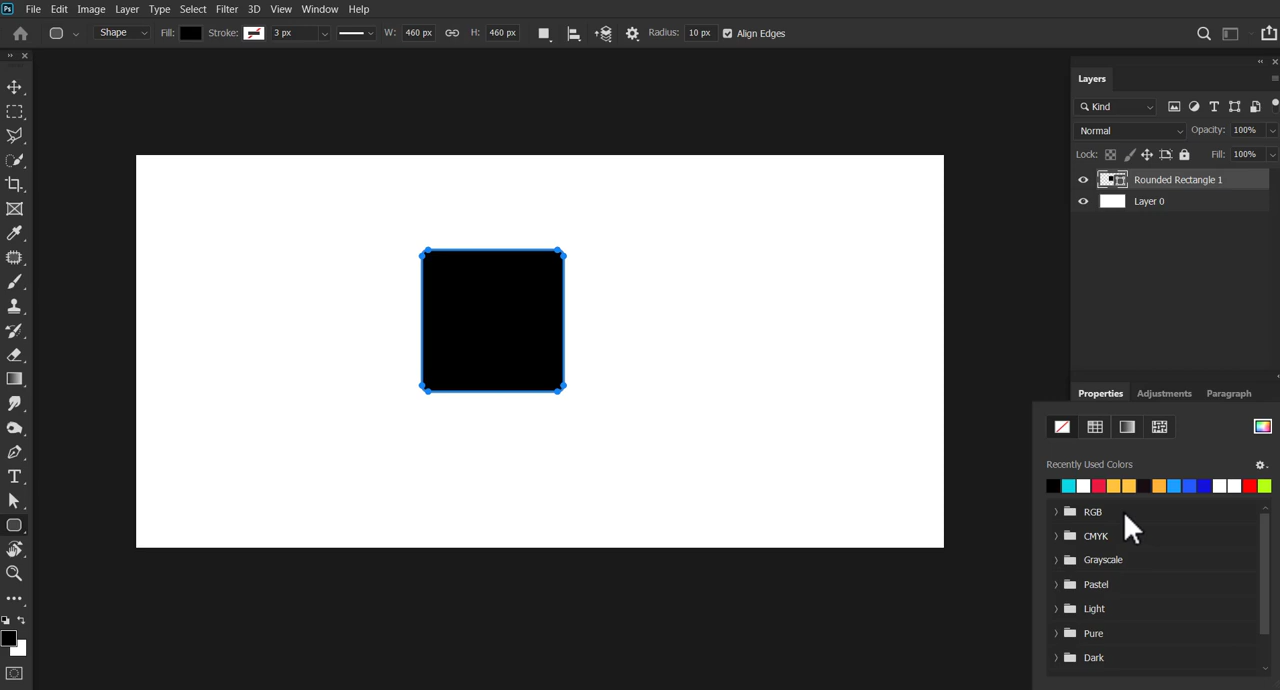 Ps File Edit Image Layer Type Select Filter 3D View Window Help
Shape Fill: Stroke: 3 px W: 460 px H: 460 px Radius: 10 px Align Edges
Layers
Kind
Normal Opacity: 100%
Lock: Fill: 100%
Rounded Rectangle 1
Layer 0
Properties Adjustments Paragraph
Recently Used Colors
RGB
CMYK
Grayscale
Pastel
Light
Pure
Dark